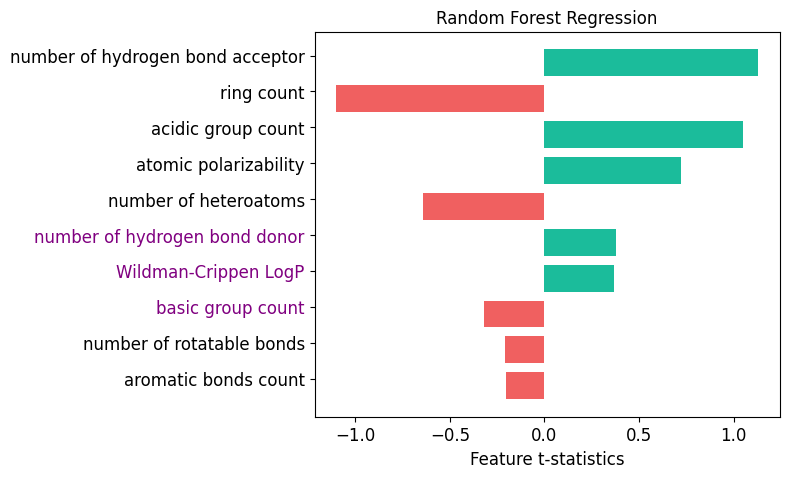 Random Forest Regression
number of hydrogen bond acceptor
ring count
acidic group count
atomic polarizability
number of heteroatoms
number of hydrogen bond donor
Wildman-Crippen LogP
basic group count
number of rotatable bonds
aromatic bonds count
−1.0 −0.5 0.0 0.5 1.0
Feature t-statistics